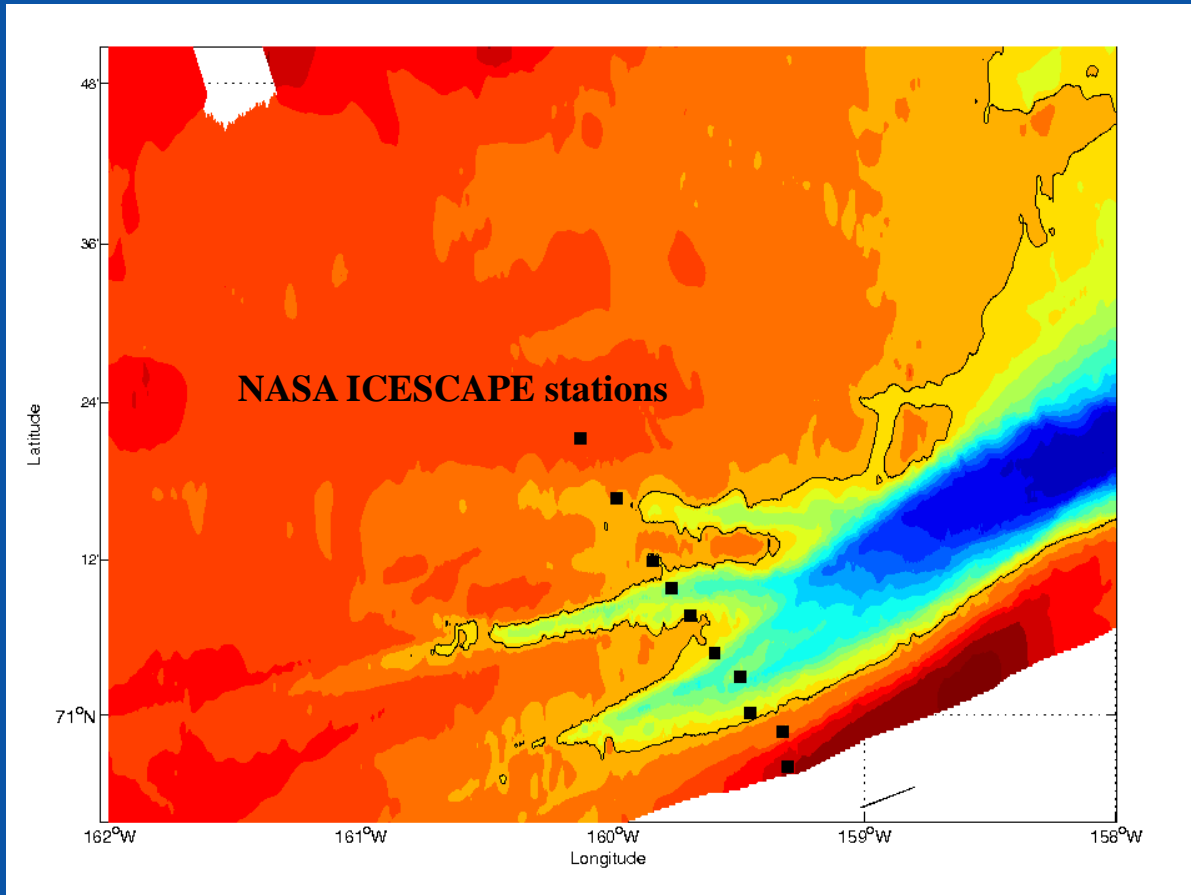 48'
36'
NASA ICESCAPE stations
24'
Latitude
12'
71°N
162°W 161°W 160°W 159°W 158°W
Longitude